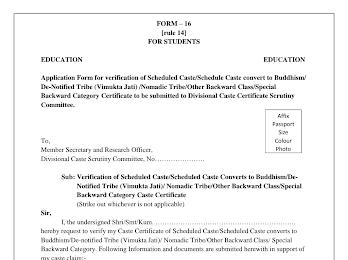 FORM – 16
[rule 14]
FOR STUDENTS
EDUCATION EDUCATION
Application Form for verification of Scheduled Caste/Schedule Caste convert to Buddhism/
De-Notified Tribe (Vimukta Jati) /Nomadic Tribe/Other Backward Class/Special
Backward Category Certificate to be submitted to Divisional Caste Certificate Scrutiny
Committee.
Affix
Passport
Size
Colour
Photo
To,
Member Secretary and Research Officer,
Divisional Caste Scrutiny Committee, No…………………
Sub: Verification of Scheduled Caste/Scheduled Caste Converts to Buddhism/De-
Notified Tribe (Vimukta Jati)/ Nomadic Tribe/Other Backward Class/Special
Backward Category Caste Certificate
(Strike out whichever is not applicable)
Sir,
I, the undersigned Shri/Smt/Kum……………………………………………
hereby request to verify my Caste Certificate of Scheduled Caste/Scheduled Caste converts to
Buddhism/De-notified Tribe (Vimukta Jati)/ Nomadic Tribe/Other Backward Class/ Special
Backward Category. Following Information and documents are submitted herewith in support of
my caste claim:-